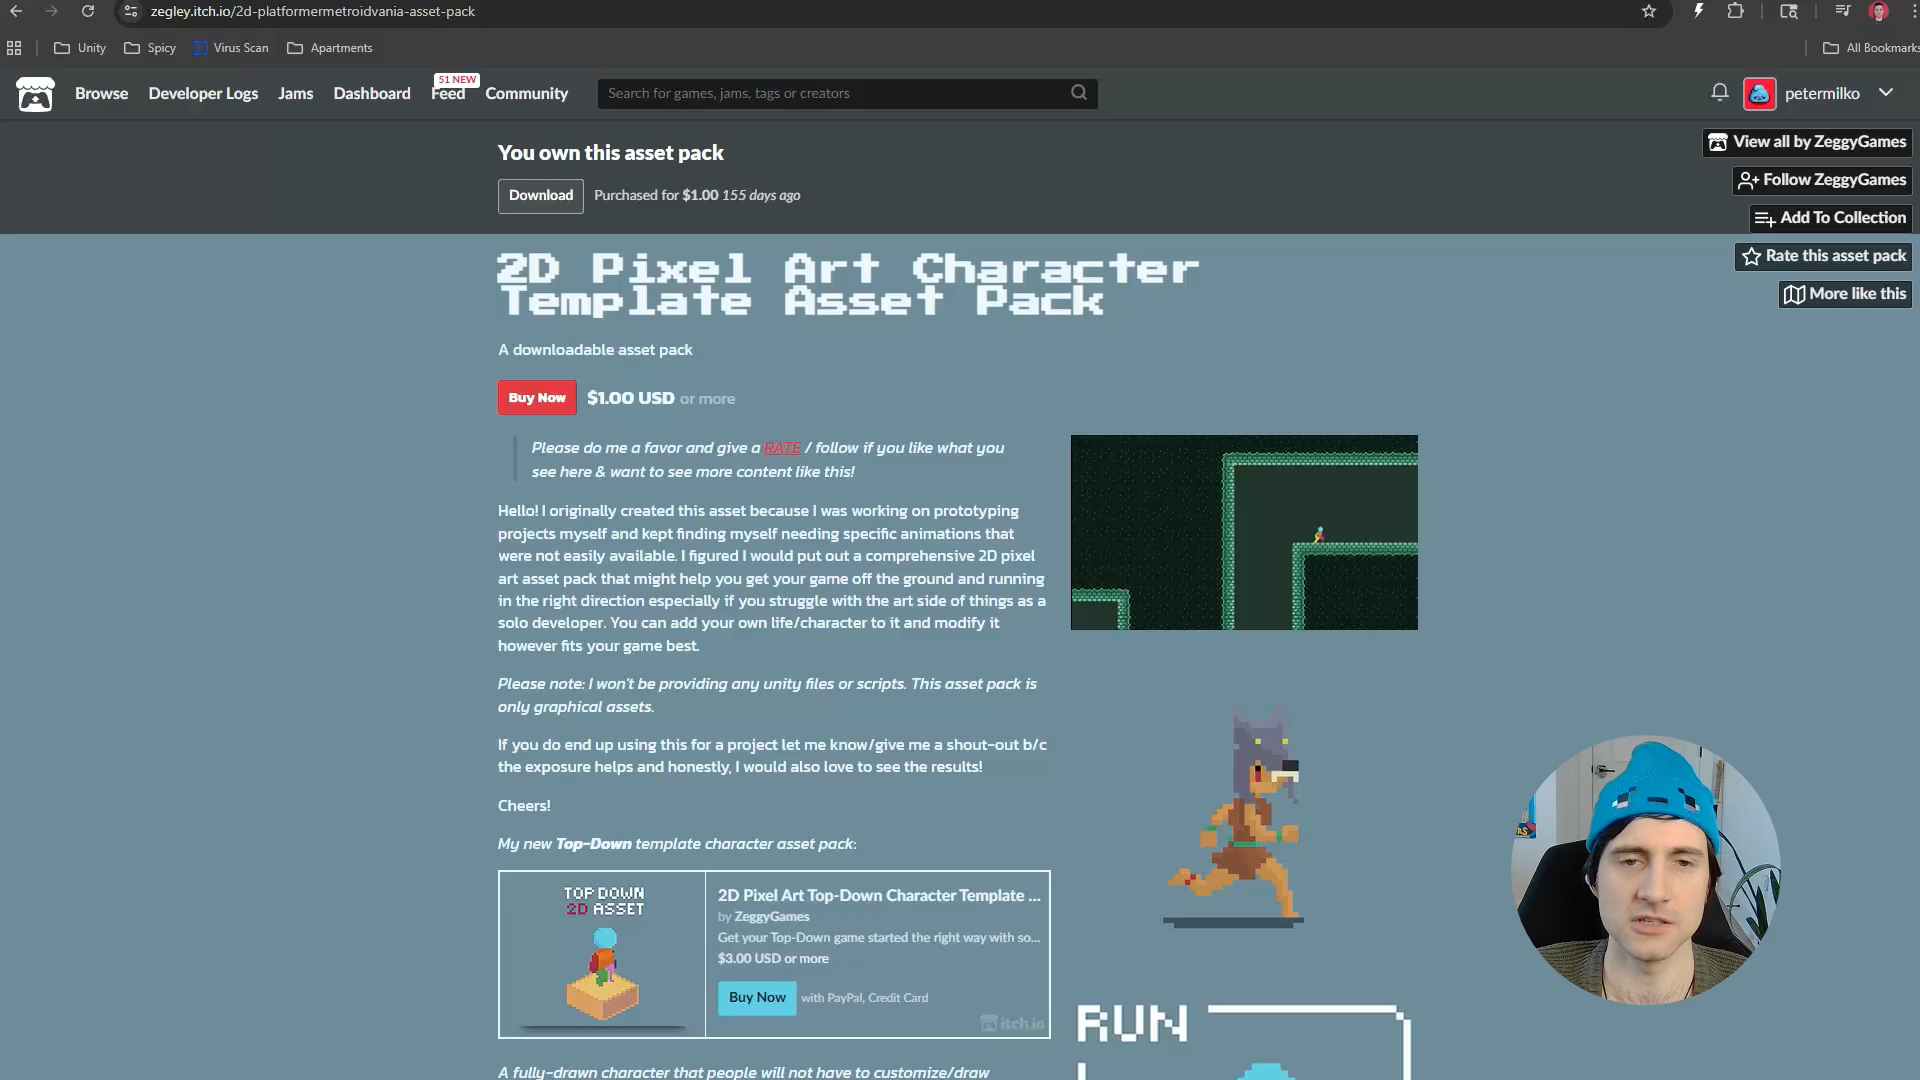 zegley.itch.io/2d-platformermetroidvania-asset-pack
Unity
Spicy
Virus Scan
Apartments
All Bookmarks
Browse
Developer Logs
Jams
Dashboard
51 NEW
Feed
Community
Search for games, jams, tags or creators
petermilko
You own this asset pack
Download
Purchased for $1.00 155 days ago
View all by ZeggyGames
Follow ZeggyGames
Add To Collection
Rate this asset pack
More like this
2D Pixel Art Character
Template Asset Pack
A downloadable asset pack
Buy Now
$1.00 USD or more
Please do me a favor and give a RATE / follow if you like what you
see here & want to see more content like this!
Hello! I originally created this asset because I was working on prototyping
projects myself and kept finding myself needing specific animations that
were not easily available. I figured I would put out a comprehensive 2D pixel
art asset pack that might help you get your game off the ground and running
in the right direction especially if you struggle with the art side of things as a
solo developer. You can add your own life/character to it and modify it
however fits your game best.
Please note: I won't be providing any unity files or scripts. This asset pack is
only graphical assets.
If you do end up using this for a project let me know/give me a shout-out b/c
the exposure helps and honestly, I would also love to see the results!
Cheers!
My new Top-Down template character asset pack:
TOP DOWN
2D ASSET
2D Pixel Art Top-Down Character Template ...
by ZeggyGames
Get your Top-Down game started the right way with so...
$3.00 USD or more
Buy Now
with PayPal, Credit Card
itch.io
RUN
A fully-drawn character that people will not have to customize/draw